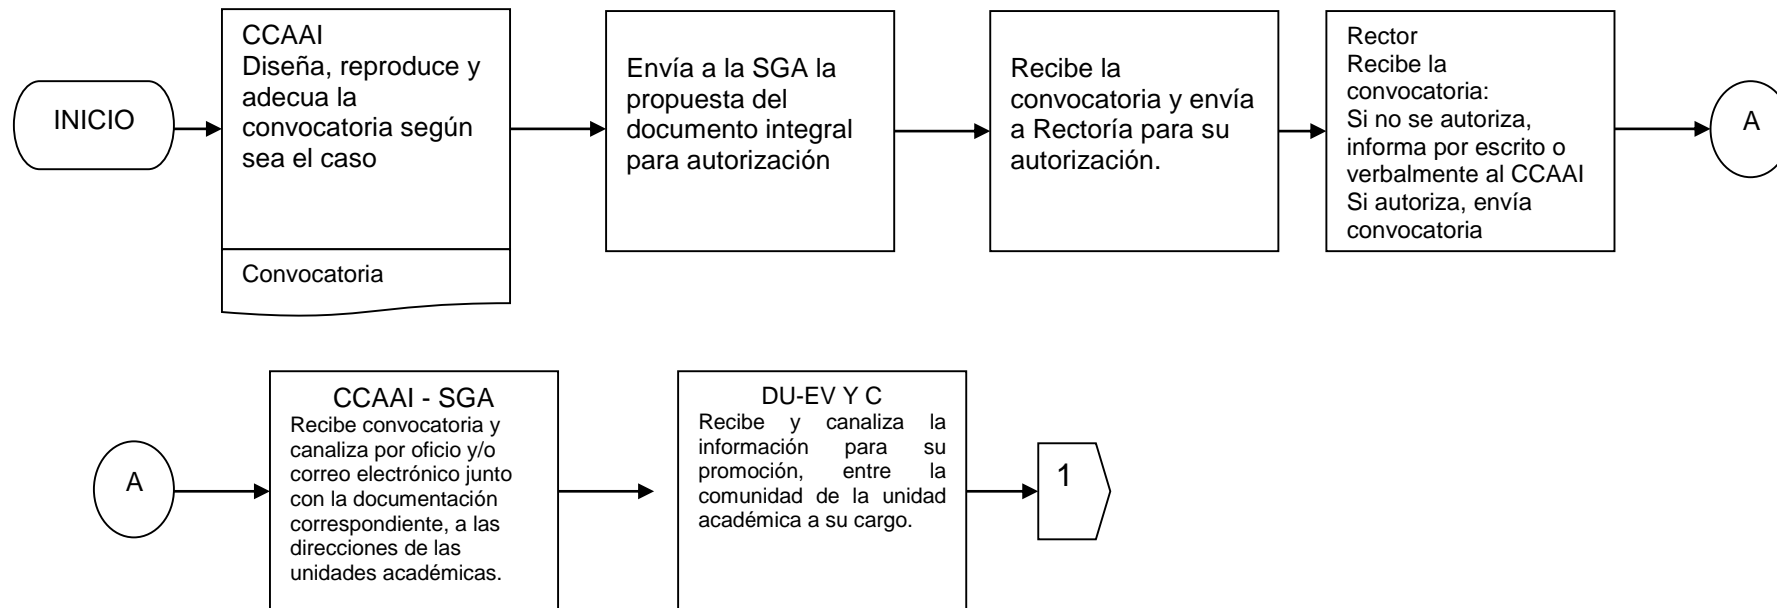 INICIO
CCAAI
Diseña, reproduce y
adecua la
convocatoria según
sea el caso
Convocatoria
Envía a la SGA la
propuesta del
documento integral
para autorización
Recibe la
convocatoria y envía
a Rectoría para su
autorización.
Rector
Recibe la
convocatoria:
Si no se autoriza,
informa por escrito o
verbalmente al CCAAI
Si autoriza, envía
convocatoria
A
A
CCAAI - SGA
Recibe convocatoria y
canaliza por oficio y/o
correo electrónico junto
con la documentación
correspondiente, a las
direcciones de las
unidades académicas.
DU-EV Y C
Recibe y canaliza la
información para su
promoción, entre la
comunidad de la unidad
académica a su cargo.
1